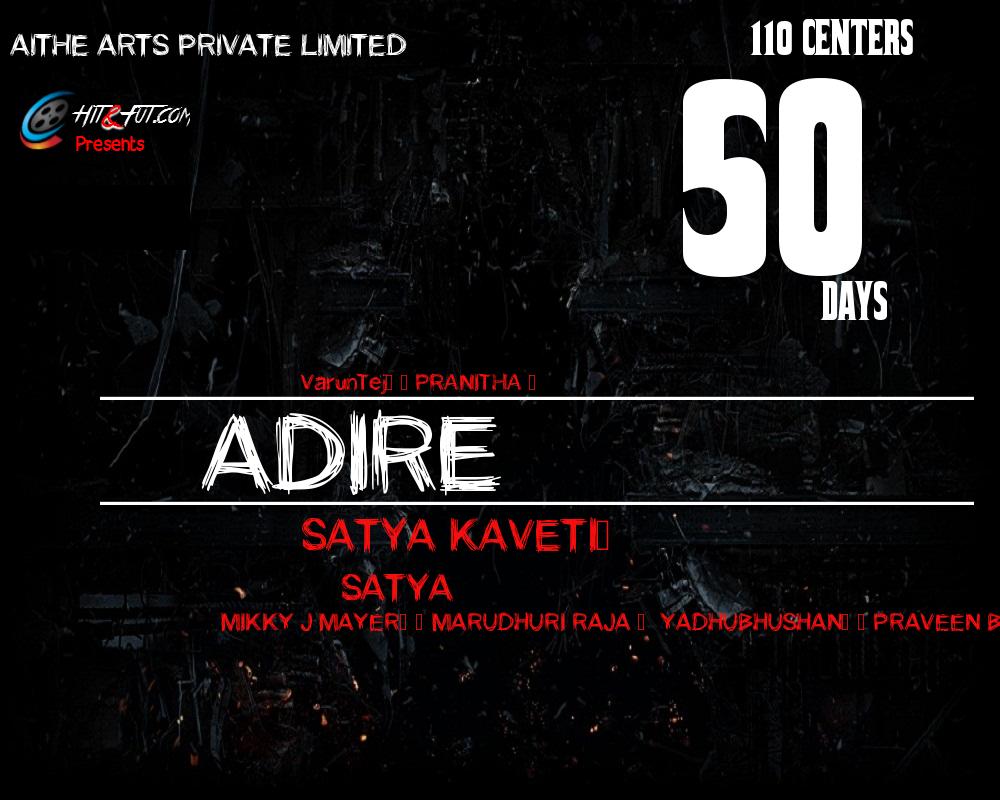 AITHE ARTS PRIVATE LIMITED
110 CENTERS
50
DAYS
HIT&FUT.COM
Presents
VarunTej PRANITHA
ADIRE
SATYA KAVETI
SATYA
MIKKY J MAYER MARUDHURI RAJA YADHUBHUSHAN PRAVEEN B